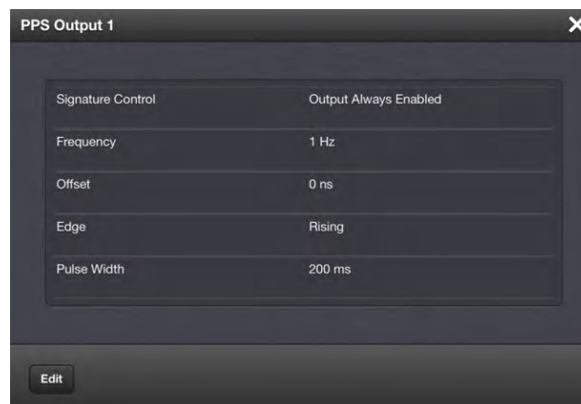 PPS Output 1
Signature Control Output Always Enabled
Frequency 1 Hz
Offset 0 ns
Edge Rising
Pulse Width 200 ms
Edit